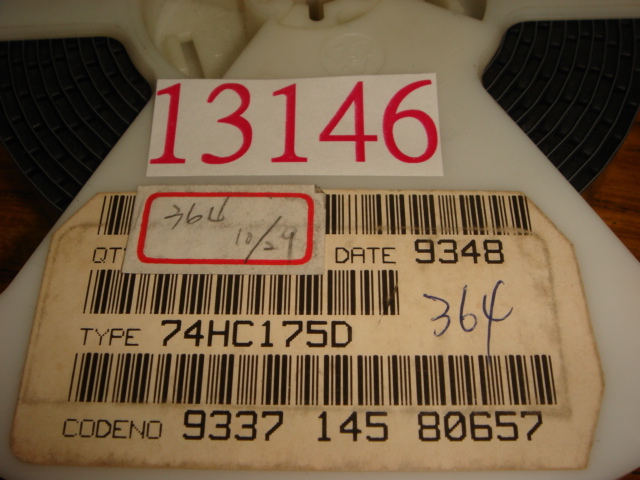 13146
364
10/29
QT
DATE 9348
364
TYPE 74HC175D
CODENO 9337 145 80657